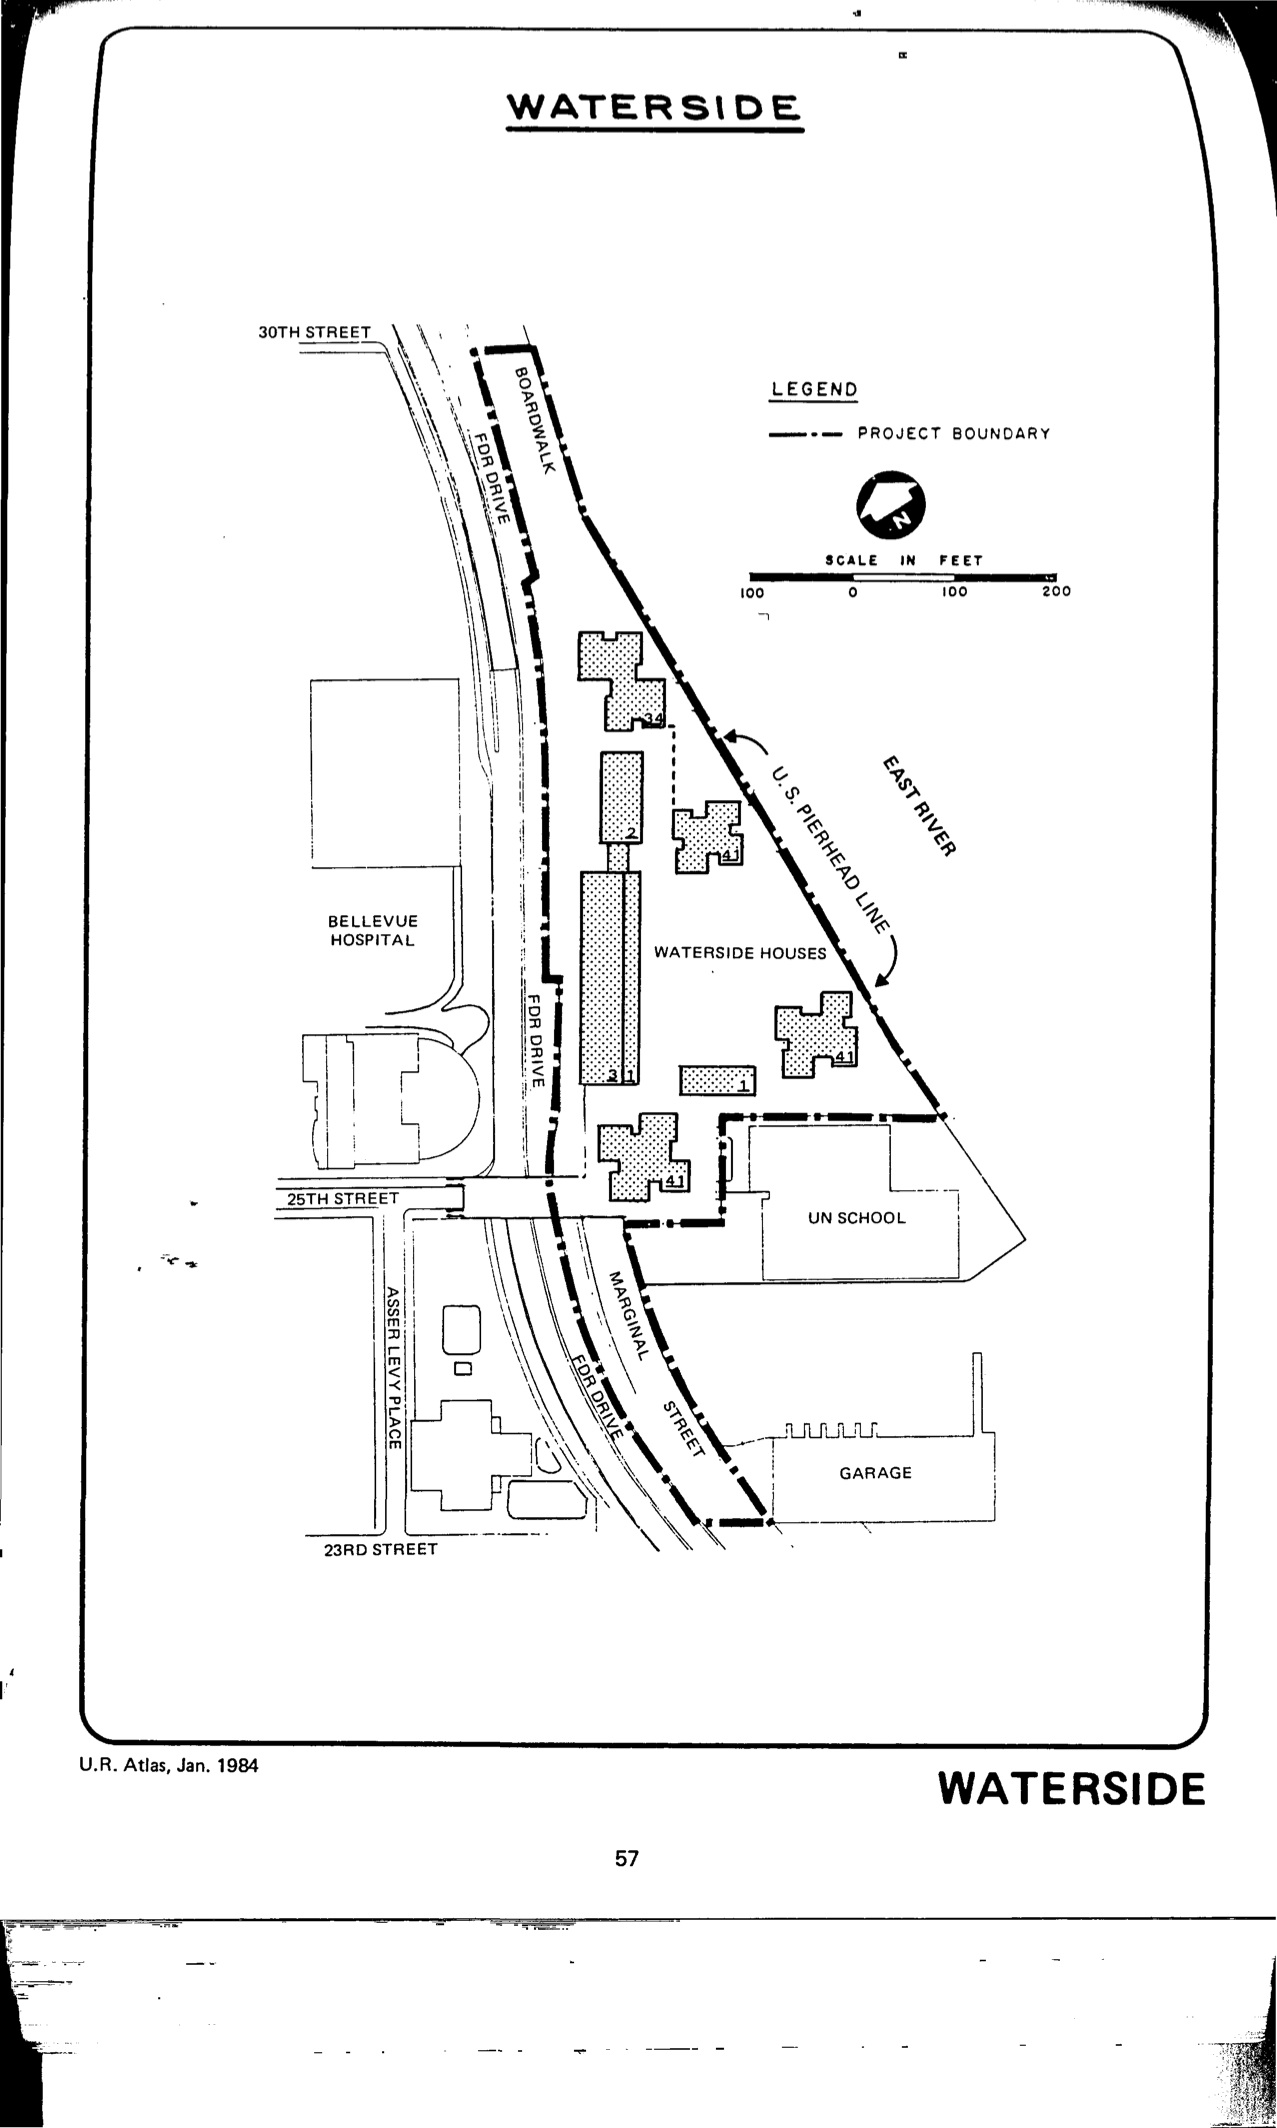 WATERSIDE
30TH STREET
BOARDWALK
FDR DRIVE
LEGEND
PROJECT BOUNDARY
N
SCALE IN FEET
100 0 100 200
34
2
41
U.S. PIERHEAD LINE
EAST RIVER
BELLEVUE
HOSPITAL
WATERSIDE HOUSES
FDR DRIVE
41
3 1
1
41
25TH STREET
UN SCHOOL
MARGINAL STREET
ASSER LEVY PLACE
FDR DRIVE
GARAGE
23RD STREET
U.R. Atlas, Jan. 1984
WATERSIDE
57